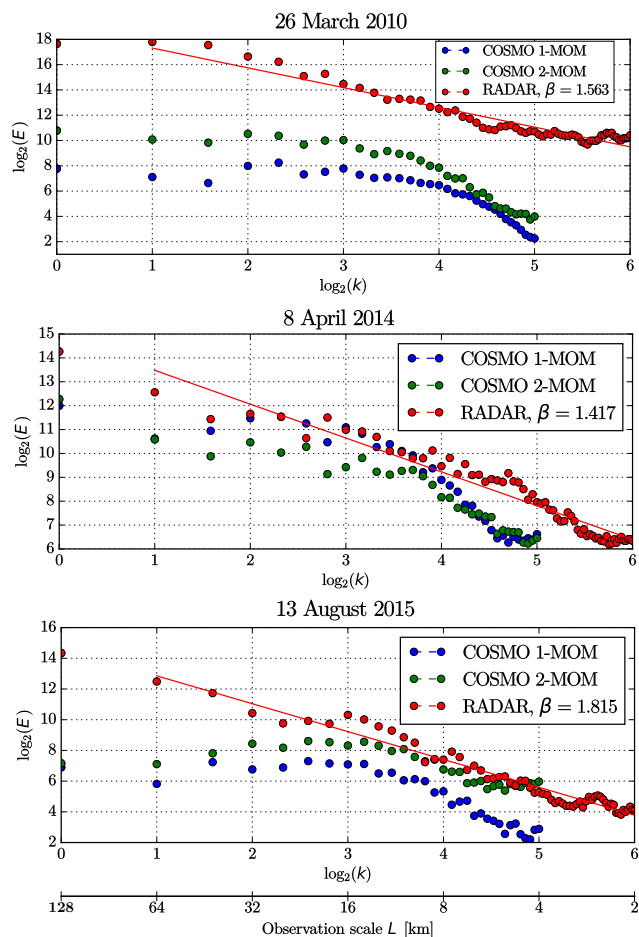 26 March 2010
18
16
14
12
10
8
6
4
2
log₂(E)
COSMO 1-MOM
COSMO 2-MOM
RADAR, β = 1.563
0 1 2 3 4 5 6
log₂(k)
8 April 2014
15
14
13
12
11
10
9
8
7
6
log₂(E)
COSMO 1-MOM
COSMO 2-MOM
RADAR, β = 1.417
0 1 2 3 4 5 6
log₂(k)
13 August 2015
16
14
12
10
8
6
4
2
log₂(E)
COSMO 1-MOM
COSMO 2-MOM
RADAR, β = 1.815
0 1 2 3 4 5 6
log₂(k)
128 64 32 16 8 4 2
Observation scale L [km]